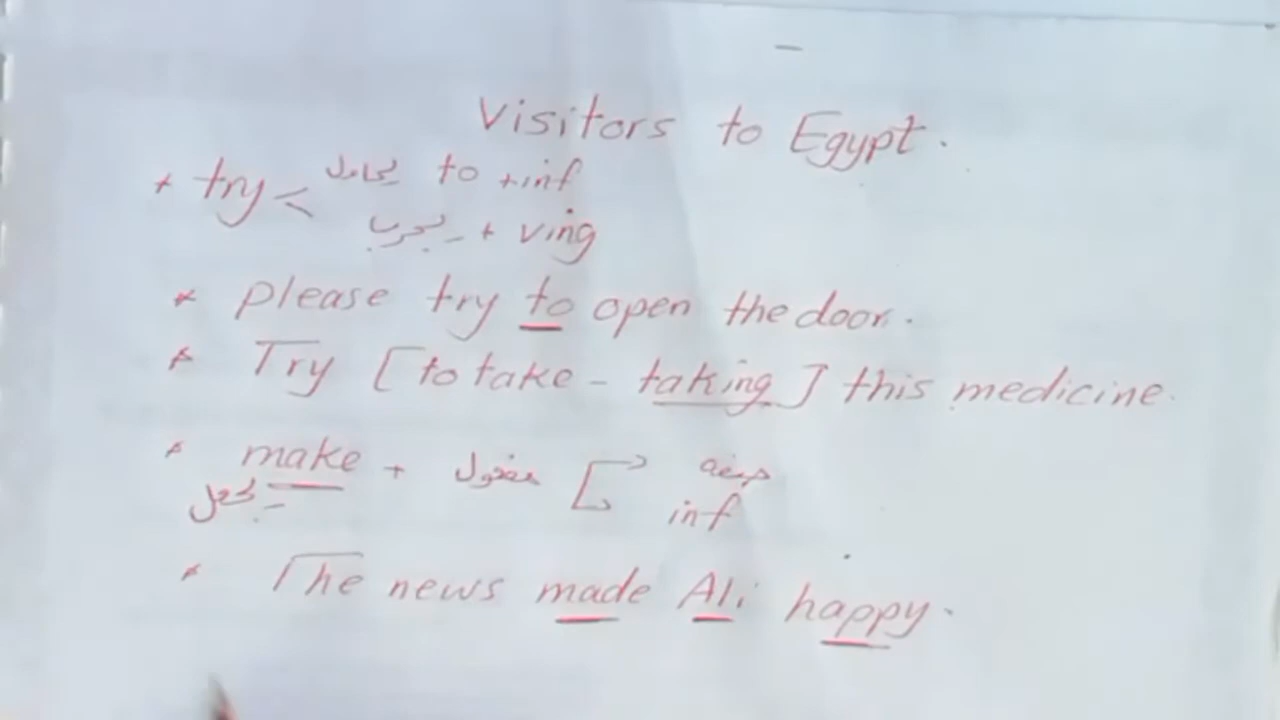 Visitors to Egypt.
+ try < يحاول to +inf
يجرب + ving
* please try to open the door.
* Try [to take - taking] this medicine.
* make + مفعول [ صفة
يجعل inf
* The news made Ali happy.